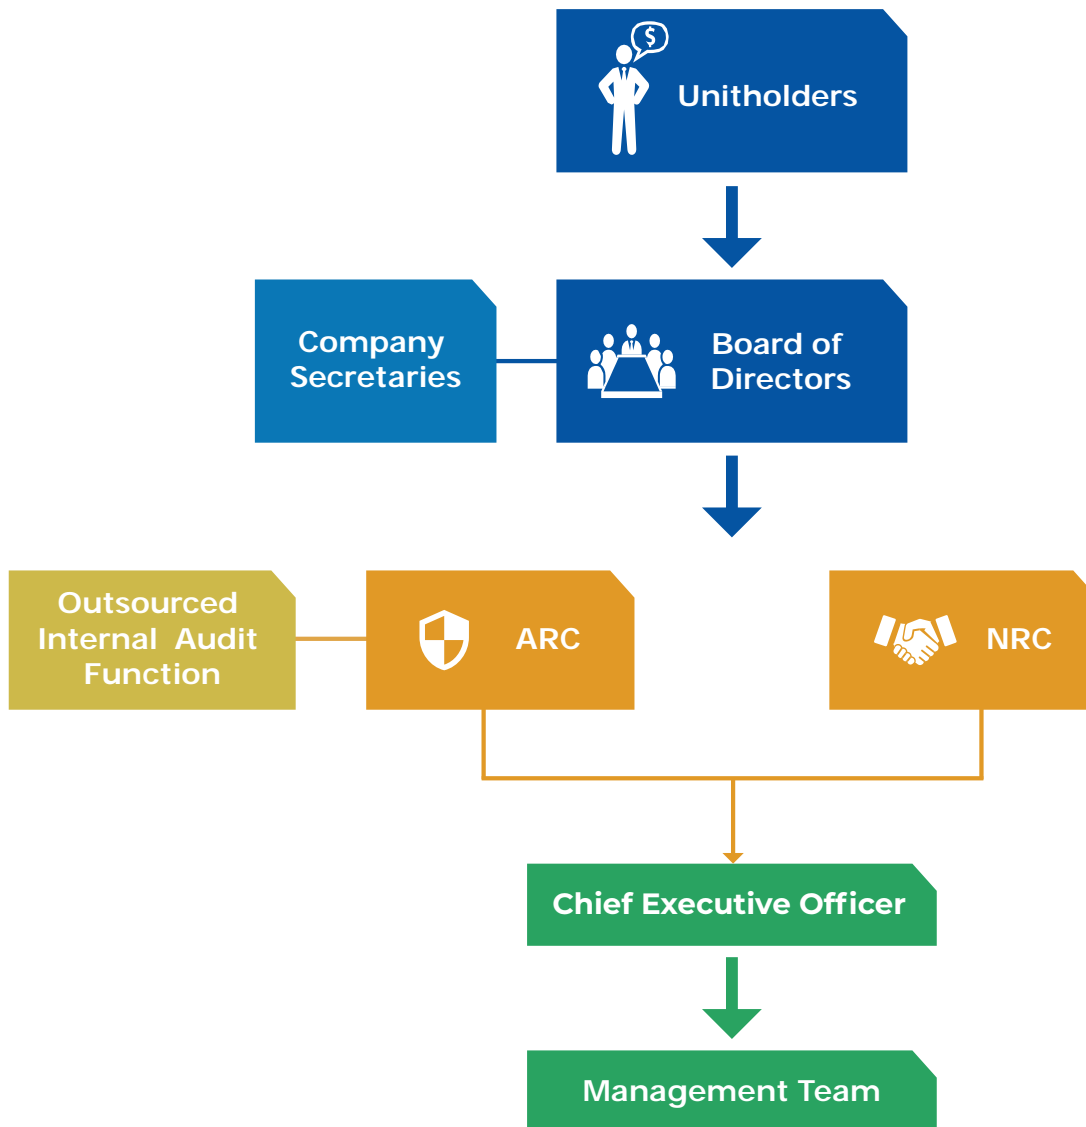 $
Unitholders
Company
Secretaries
Board of
Directors
Outsourced
Internal Audit
Function
ARC
NRC
Chief Executive Officer
Management Team